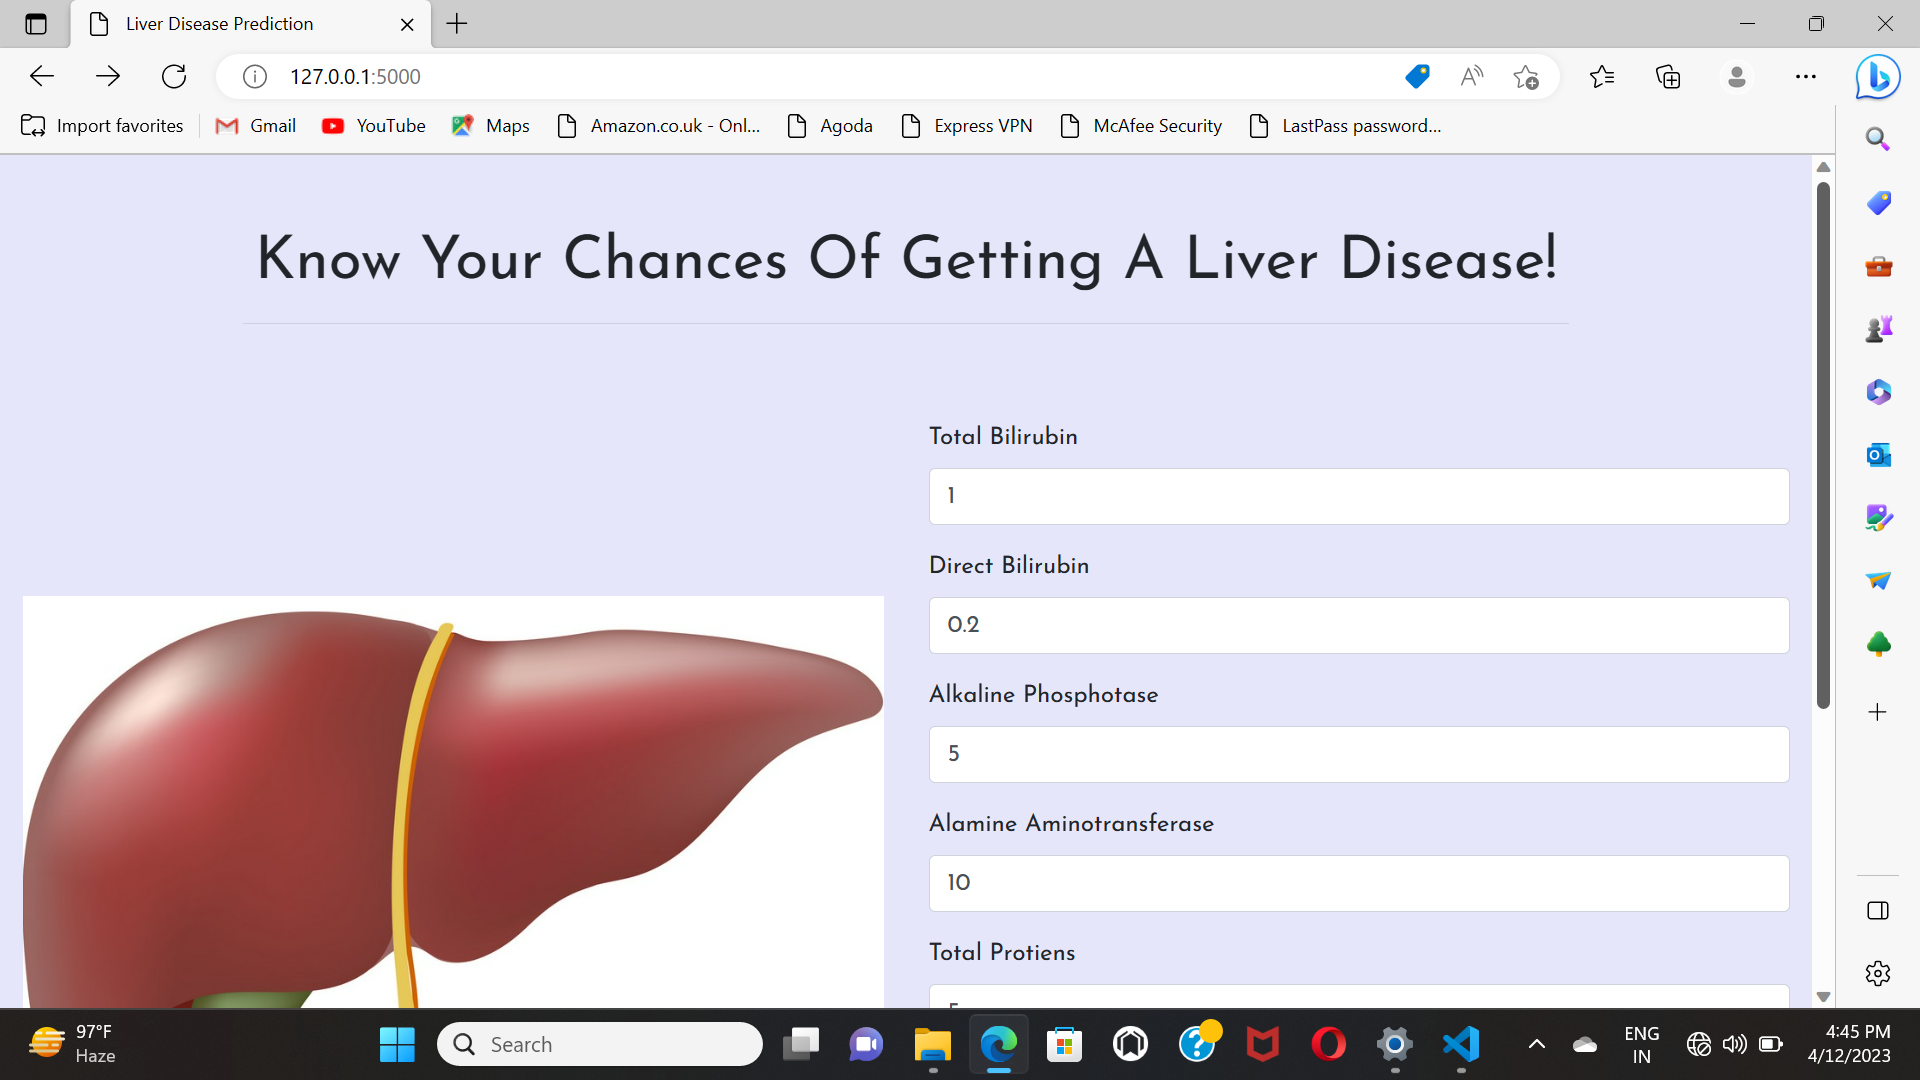 Liver Disease Prediction
127.0.0.1:5000
Import favorites
Gmail
YouTube
Maps
Amazon.co.uk - Onl...
Agoda
Express VPN
McAfee Security
LastPass password...
Know Your Chances Of Getting A Liver Disease!
Total Bilirubin
1
Direct Bilirubin
0.2
Alkaline Phosphotase
5
Alamine Aminotransferase
10
Total Protiens
97°F
Haze
Search
ENG
IN
4:45 PM
4/12/2023